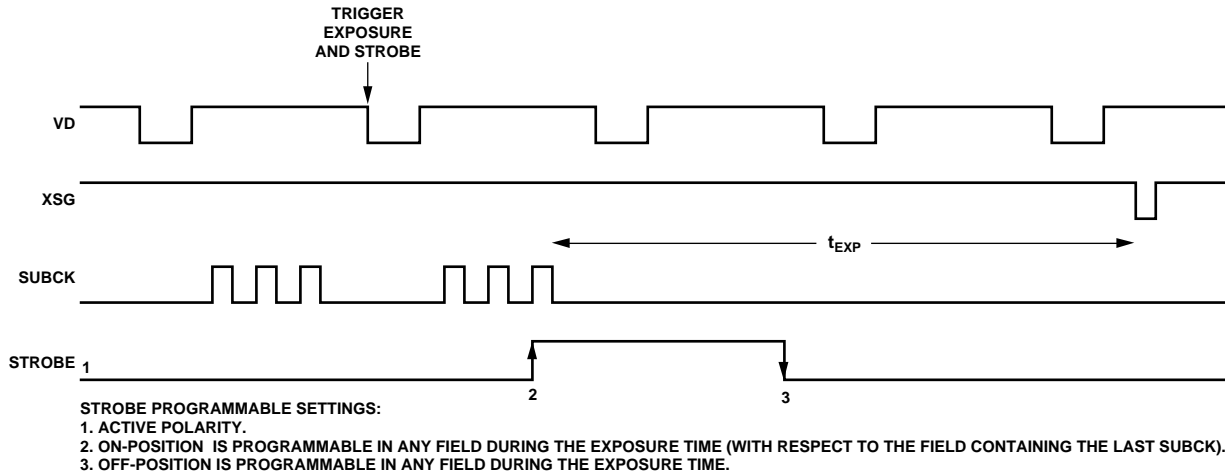 TRIGGER
EXPOSURE
AND STROBE
VD
XSG
tEXP
SUBCK
STROBE 1
2 3
STROBE PROGRAMMABLE SETTINGS:
1. ACTIVE POLARITY.
2. ON-POSITION IS PROGRAMMABLE IN ANY FIELD DURING THE EXPOSURE TIME (WITH RESPECT TO THE FIELD CONTAINING THE LAST SUBCK).
3. OFF-POSITION IS PROGRAMMABLE IN ANY FIELD DURING THE EXPOSURE TIME.